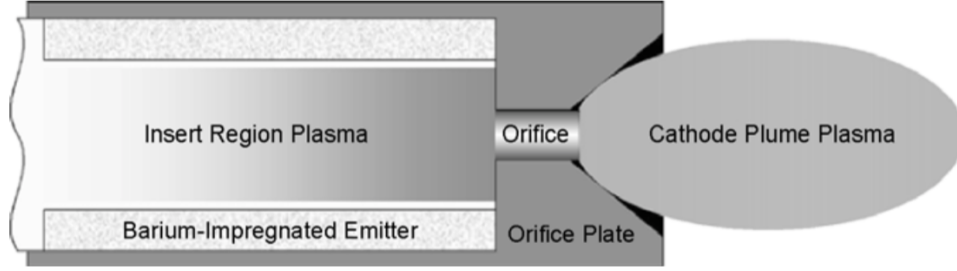 Insert Region Plasma
Orifice
Cathode Plume Plasma
Barium-Impregnated Emitter
Orifice Plate